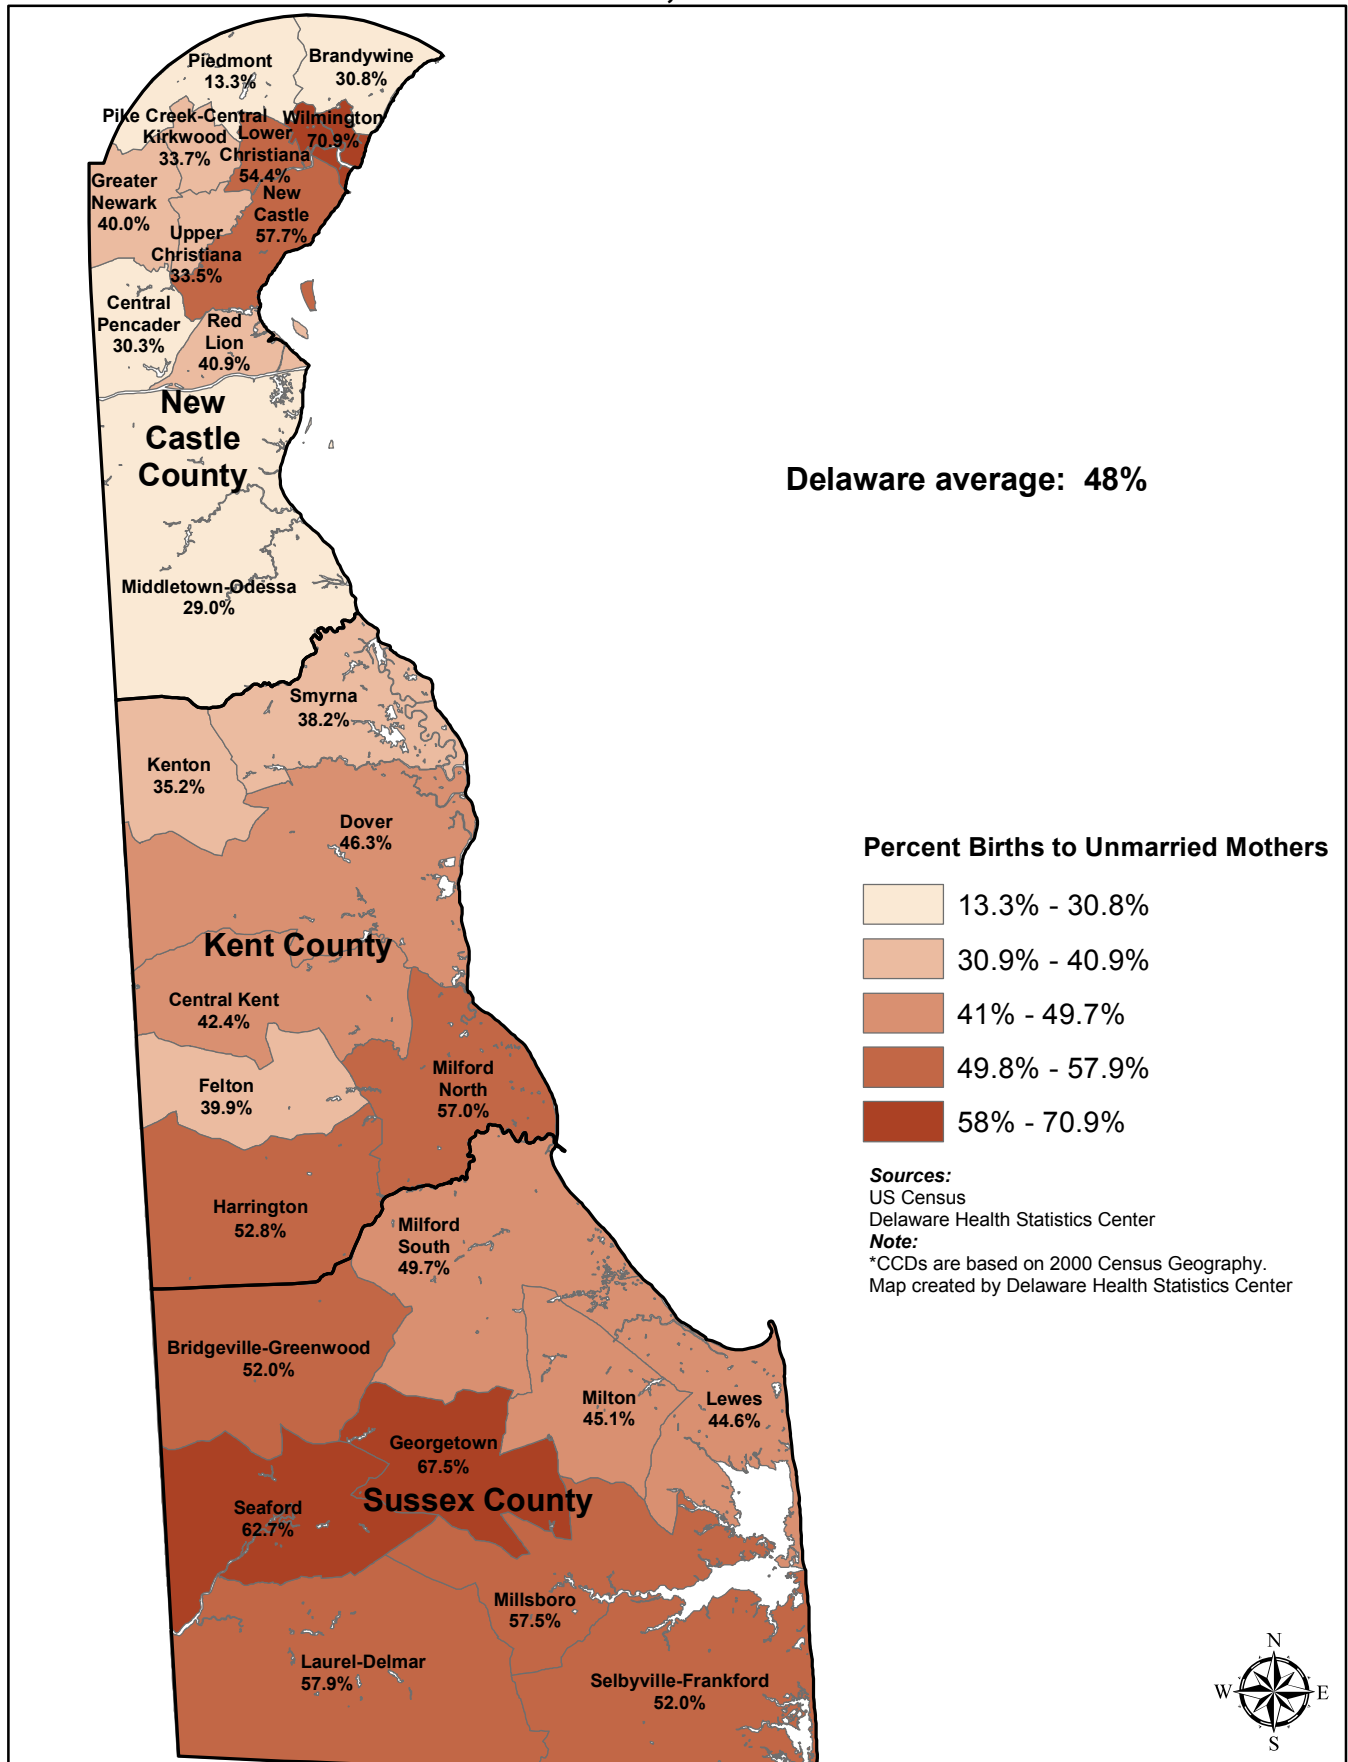 Piedmont
13.3%
Brandywine
30.8%
Pike Creek-Central
Kirkwood
33.7%
Lower
Christiana
54.4%
Wilmington
70.9%
Greater
Newark
40.0%
New
Castle
57.7%
Upper
Christiana
33.5%
Central
Pencader
30.3%
Red
Lion
40.9%
New
Castle
County
Delaware average: 48%
Middletown-Odessa
29.0%
Smyrna
38.2%
Kenton
35.2%
Dover
46.3%
Kent County
Central Kent
42.4%
Felton
39.9%
Milford
North
57.0%
Harrington
52.8%
Percent Births to Unmarried Mothers
13.3% - 30.8%
30.9% - 40.9%
41% - 49.7%
49.8% - 57.9%
58% - 70.9%
Sources:
US Census
Delaware Health Statistics Center
Note:
*CCDs are based on 2000 Census Geography.
Map created by Delaware Health Statistics Center
Milford
South
49.7%
Bridgeville-Greenwood
52.0%
Milton
45.1%
Lewes
44.6%
Georgetown
67.5%
Sussex County
Seaford
62.7%
Millsboro
57.5%
Laurel-Delmar
57.9%
Selbyville-Frankford
52.0%
N
W E
S